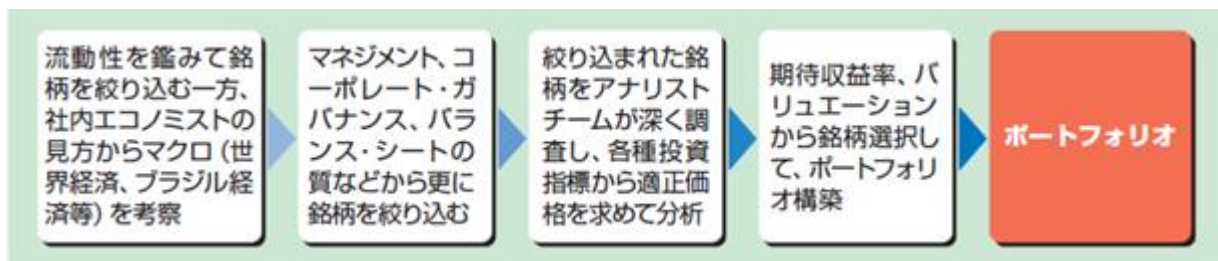 流動性を鑑みて銘
柄を絞り込む一方、
社内エコノミストの
見方からマクロ(世
界経済、ブラジル経
済等)を考察
マネジメント、コ
ーポレート・ガ
バナンス、バラ
ンス・シートの
質などから更に
銘柄を絞り込む
絞り込まれた銘
柄をアナリスト
チームが深く調
査し、各種投資
指標から適正価
格を求めて分析
期待収益率、バ
リュエーション
から銘柄選択し
て、ポートフォリ
オ構築
ポートフォリオ